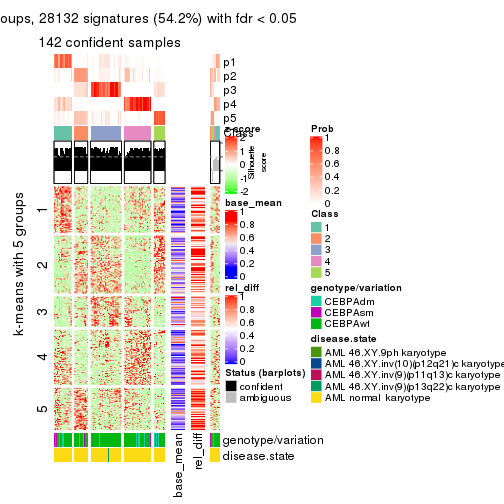 oups, 28132 signatures (54.2%) with fdr < 0.05
142 confident samples
p1
p2
p3
p4
p5
Class
z-score
2
1
0
-1
-2
Silhouette
score
k-means with 5 groups
1
2
3
4
5
base_mean
1
0.8
0.6
0.4
0.2
0
rel_diff
1
0.8
0.6
0.4
0.2
0
Status (barplots)
confident
ambiguous
genotype/variation
disease.state
base_mean
rel_diff
Prob
1
0.8
0.6
0.4
0.2
0
Class
1
2
3
4
5
genotype/variation
CEBPAdm
CEBPAsm
CEBPAwt
disease.state
AML 46.XY.9ph karyotype
AML 46.XY.inv(10)(p12q21)c karyotype
AML 46.XY.inv(9)(p11q13)c karyotype
AML 46.XY.inv(9)(p13q22)c karyotype
AML normal karyotype